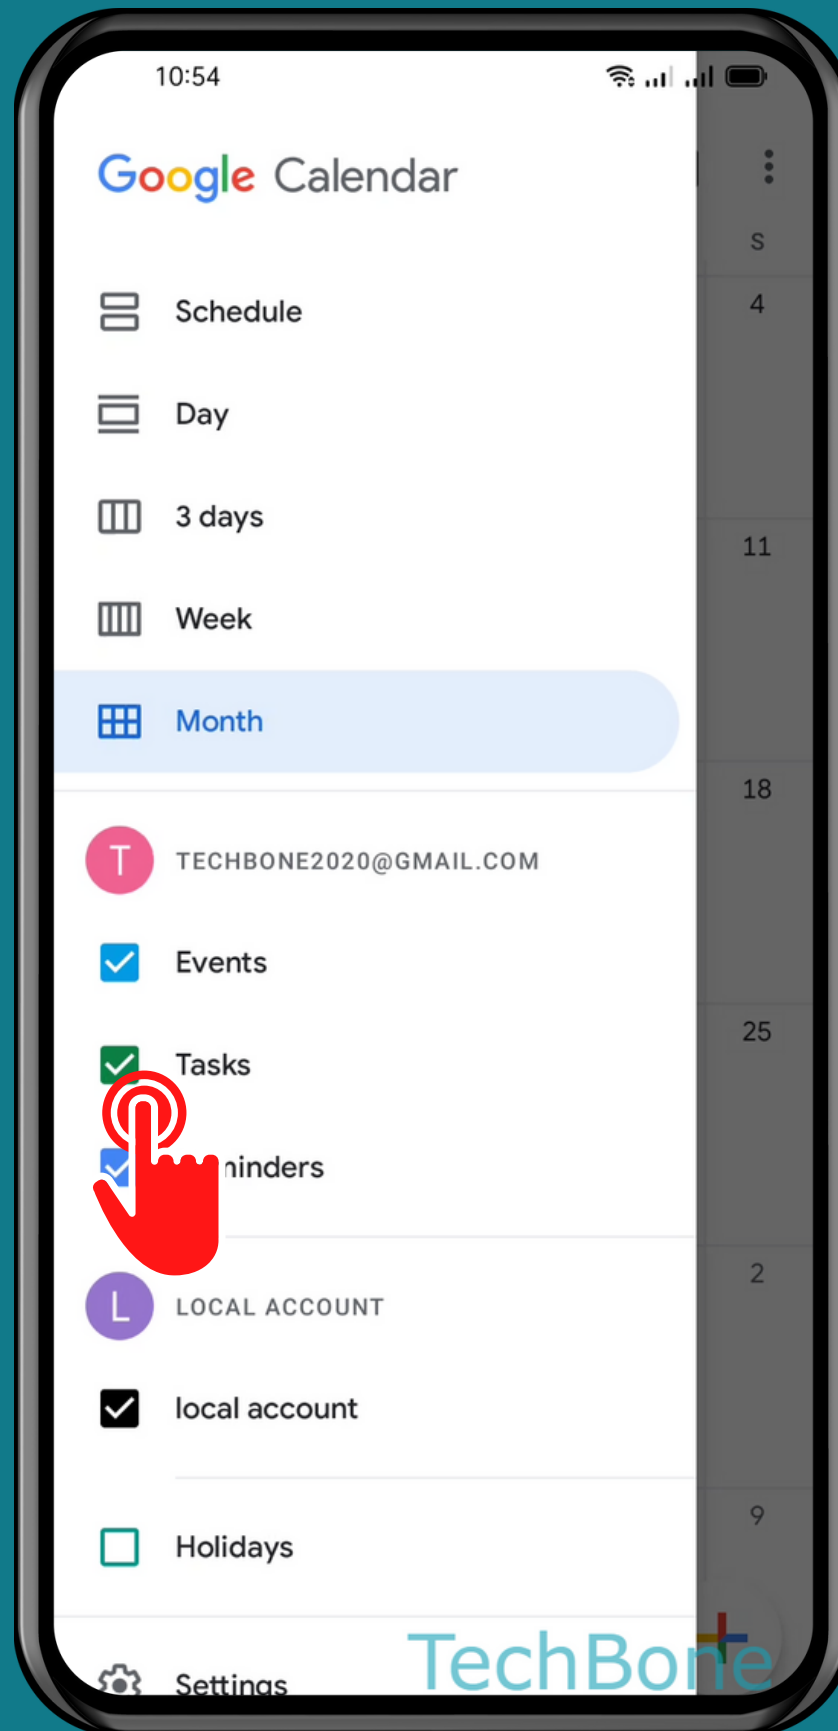 10:54
Google Calendar
S
Schedule
4
Day
3 days
11
Week
Month
18
T TECHBONE2020@GMAIL.COM
Events
25
Tasks
minders
2
L LOCAL ACCOUNT
local account
9
Holidays
Settings
TechBone